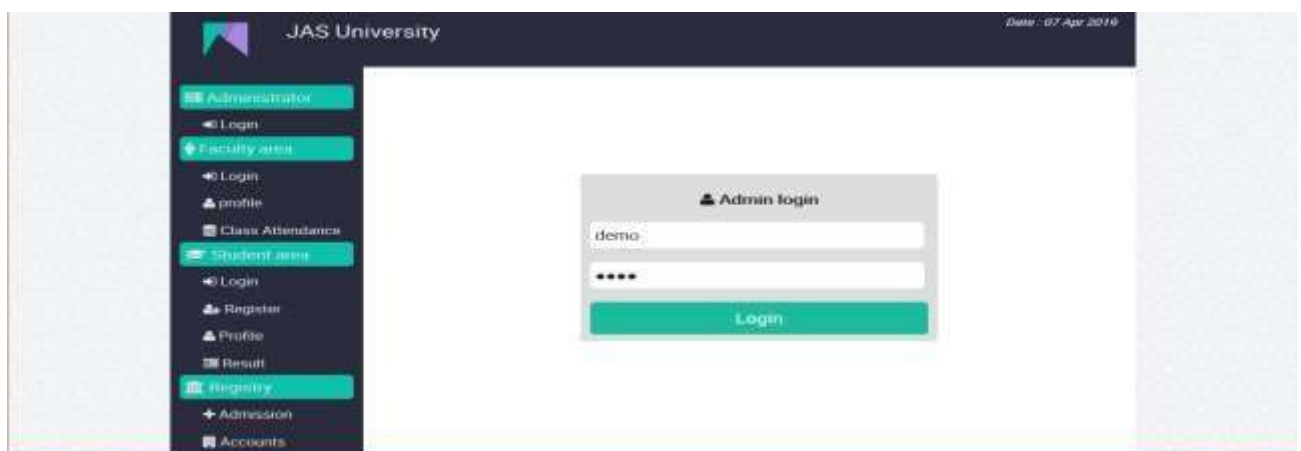 JAS University
Date : 07 Apr 2019
Administrator
Login
Faculty area
Login
profile
Class Attendance
Student area
Login
Register
Profile
Result
Registry
Admission
Accounts
Admin login
demo
••••
Login